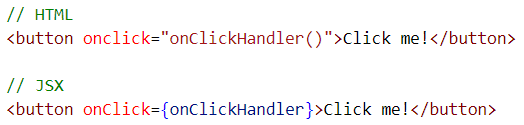 // HTML
<button onclick="onClickHandler()">Click me!</button>
// JSX
<button onClick={onClickHandler}>Click me!</button>